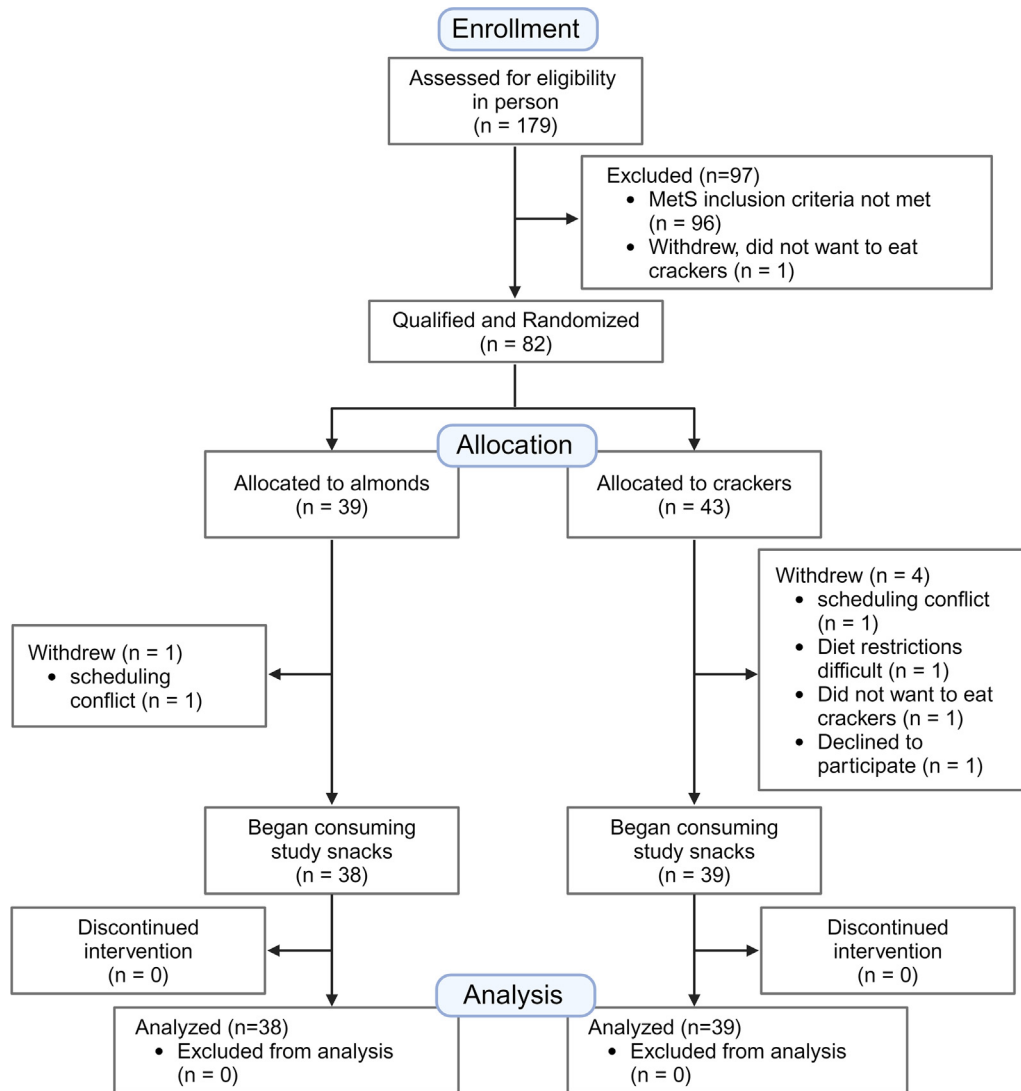 Enrollment
Assessed for eligibility
in person
(n = 179)
Excluded (n=97)
• MetS inclusion criteria not met
(n = 96)
• Withdrew, did not want to eat
crackers (n = 1)
Qualified and Randomized
(n = 82)
Allocation
Allocated to almonds
(n = 39)
Allocated to crackers
(n = 43)
Withdrew (n = 1)
• scheduling
conflict (n = 1)
Withdrew (n = 4)
• scheduling conflict
(n = 1)
• Diet restrictions
difficult (n = 1)
• Did not want to eat
crackers (n = 1)
• Declined to
participate (n = 1)
Began consuming
study snacks
(n = 38)
Began consuming
study snacks
(n = 39)
Discontinued
intervention
(n = 0)
Discontinued
intervention
(n = 0)
Analysis
Analyzed (n=38)
• Excluded from analysis
(n = 0)
Analyzed (n=39)
• Excluded from analysis
(n = 0)